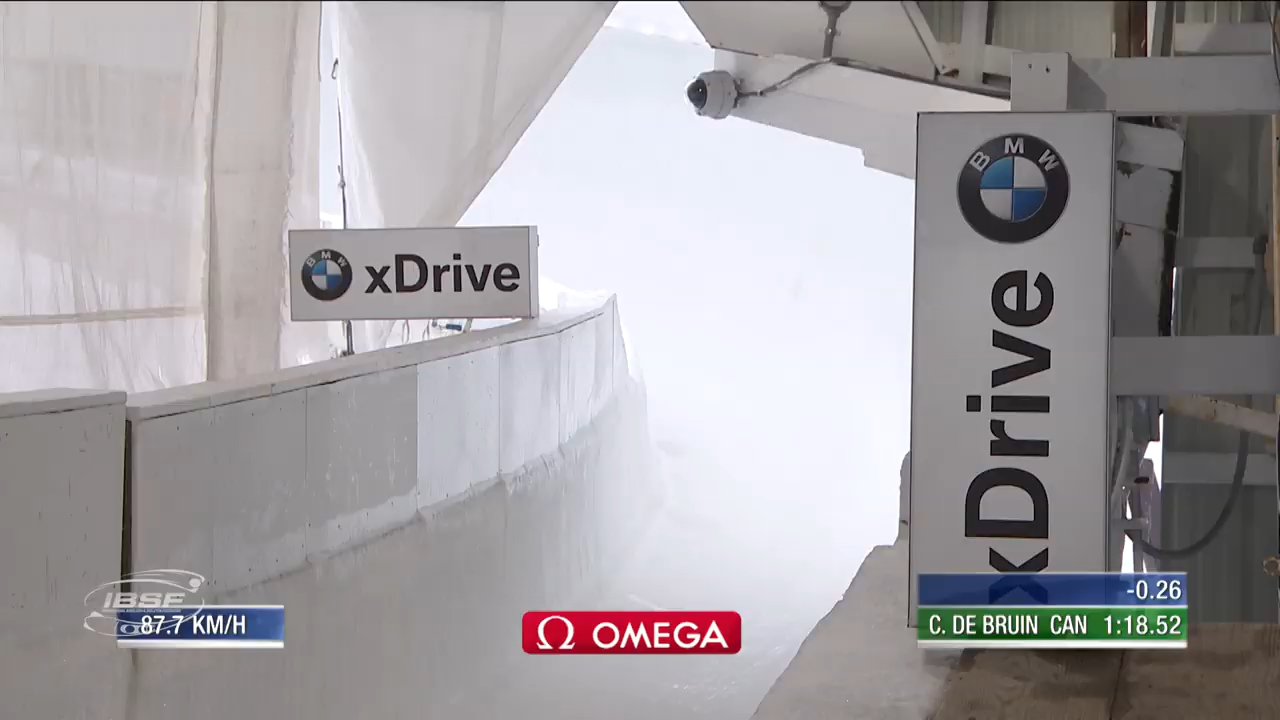 BMW
BMW
xDrive
xDrive
IBSF
87.7 KM/H
Ω OMEGA
-0.26
C. DE BRUIN CAN 1:18.52